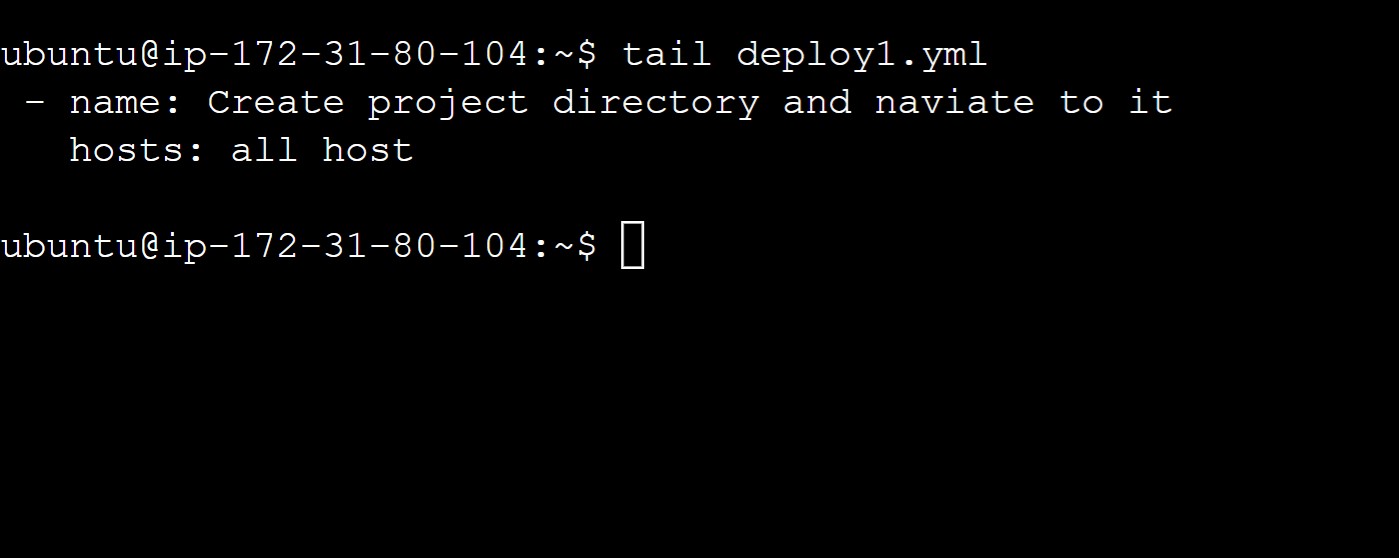 ubuntu@ip-172-31-80-104:~$ tail deploy1.yml
- name: Create project directory and naviate to it
hosts: all host
ubuntu@ip-172-31-80-104:~$